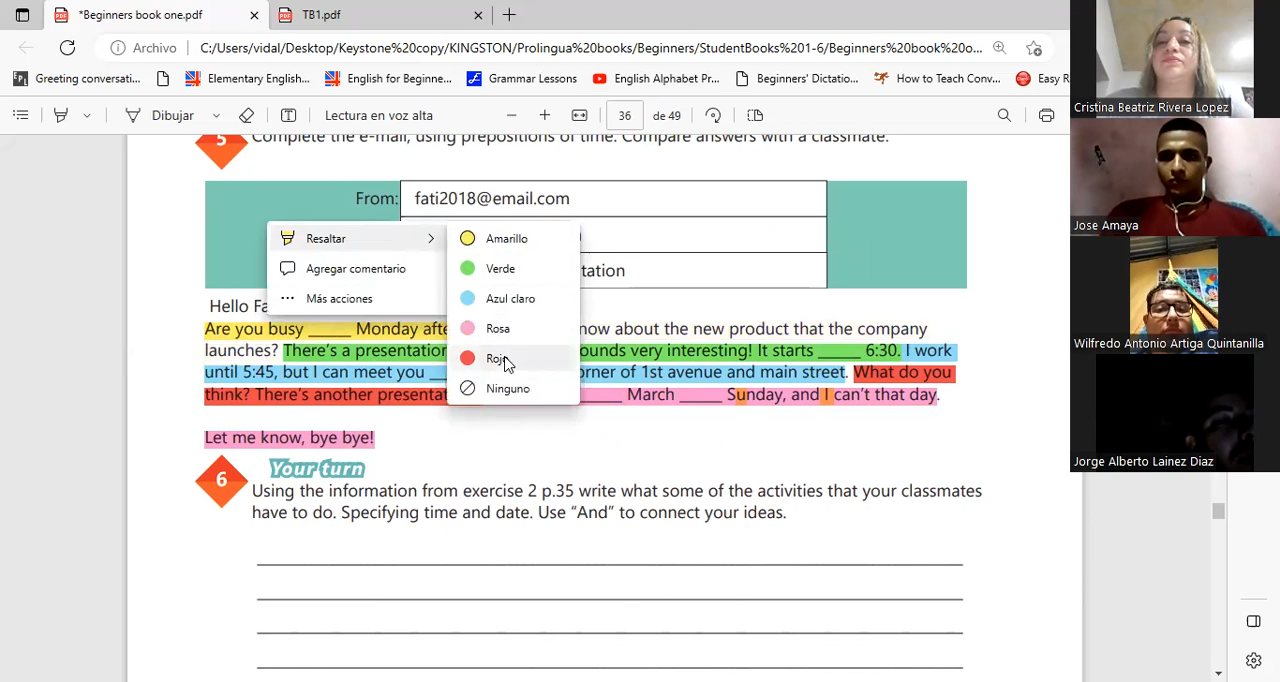 *Beginners book one.pdf
TB1.pdf
Archivo
C:/Users/vidal/Desktop/Keystone%20copy/KINGSTON/Prolingua%20books/Beginners/StudentBooks%201-6/Beginners%20book%20o...
Greeting conversati...
Elementary English...
English for Beginne...
Grammar Lessons
English Alphabet Pr...
Beginners' Dictatio...
How to Teach Conv...
Easy R
Dibujar
Lectura en voz alta
36
de 49
5
Complete the e-mail, using prepositions of time. Compare answers with a classmate.
From:
fati2018@email.com
tation
Resaltar
Agregar comentario
Más acciones
Amarillo
Verde
Azul claro
Rosa
Rojo
Ninguno
Hello Fa
Are you busy _____ Monday afte now about the new product that the company
launches? There's a presentation ounds very interesting! It starts _____ 6:30. I work
until 5:45, but I can meet you __ orner of 1st avenue and main street. What do you
think? There's another presentat _____ March _____ Sunday, and I can't that day.
Let me know, bye bye!
6
Your turn
Using the information from exercise 2 p.35 write what some of the activities that your classmates
have to do. Specifying time and date. Use “And” to connect your ideas.
Cristina Beatriz Rivera Lopez
Jose Amaya
Wilfredo Antonio Artiga Quintanilla
Jorge Alberto Lainez Diaz